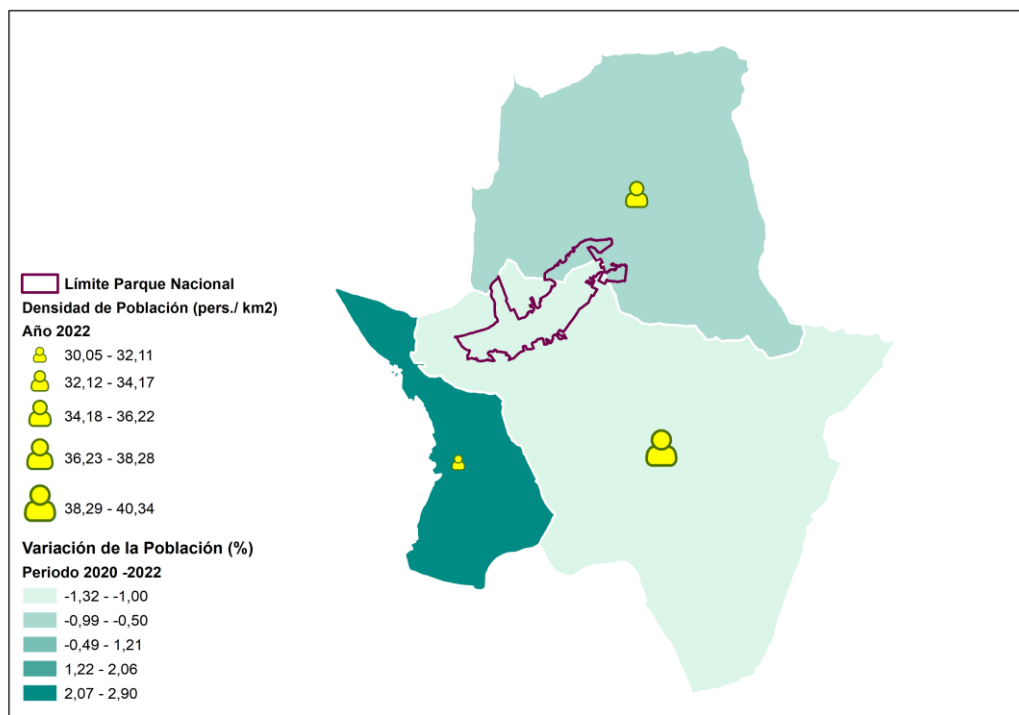 Límite Parque Nacional
Densidad de Población (pers./ km2)
Año 2022
30,05 - 32,11
32,12 - 34,17
34,18 - 36,22
36,23 - 38,28
38,29 - 40,34
Variación de la Población (%)
Periodo 2020 -2022
-1,32 - -1,00
-0,99 - -0,50
-0,49 - 1,21
1,22 - 2,06
2,07 - 2,90